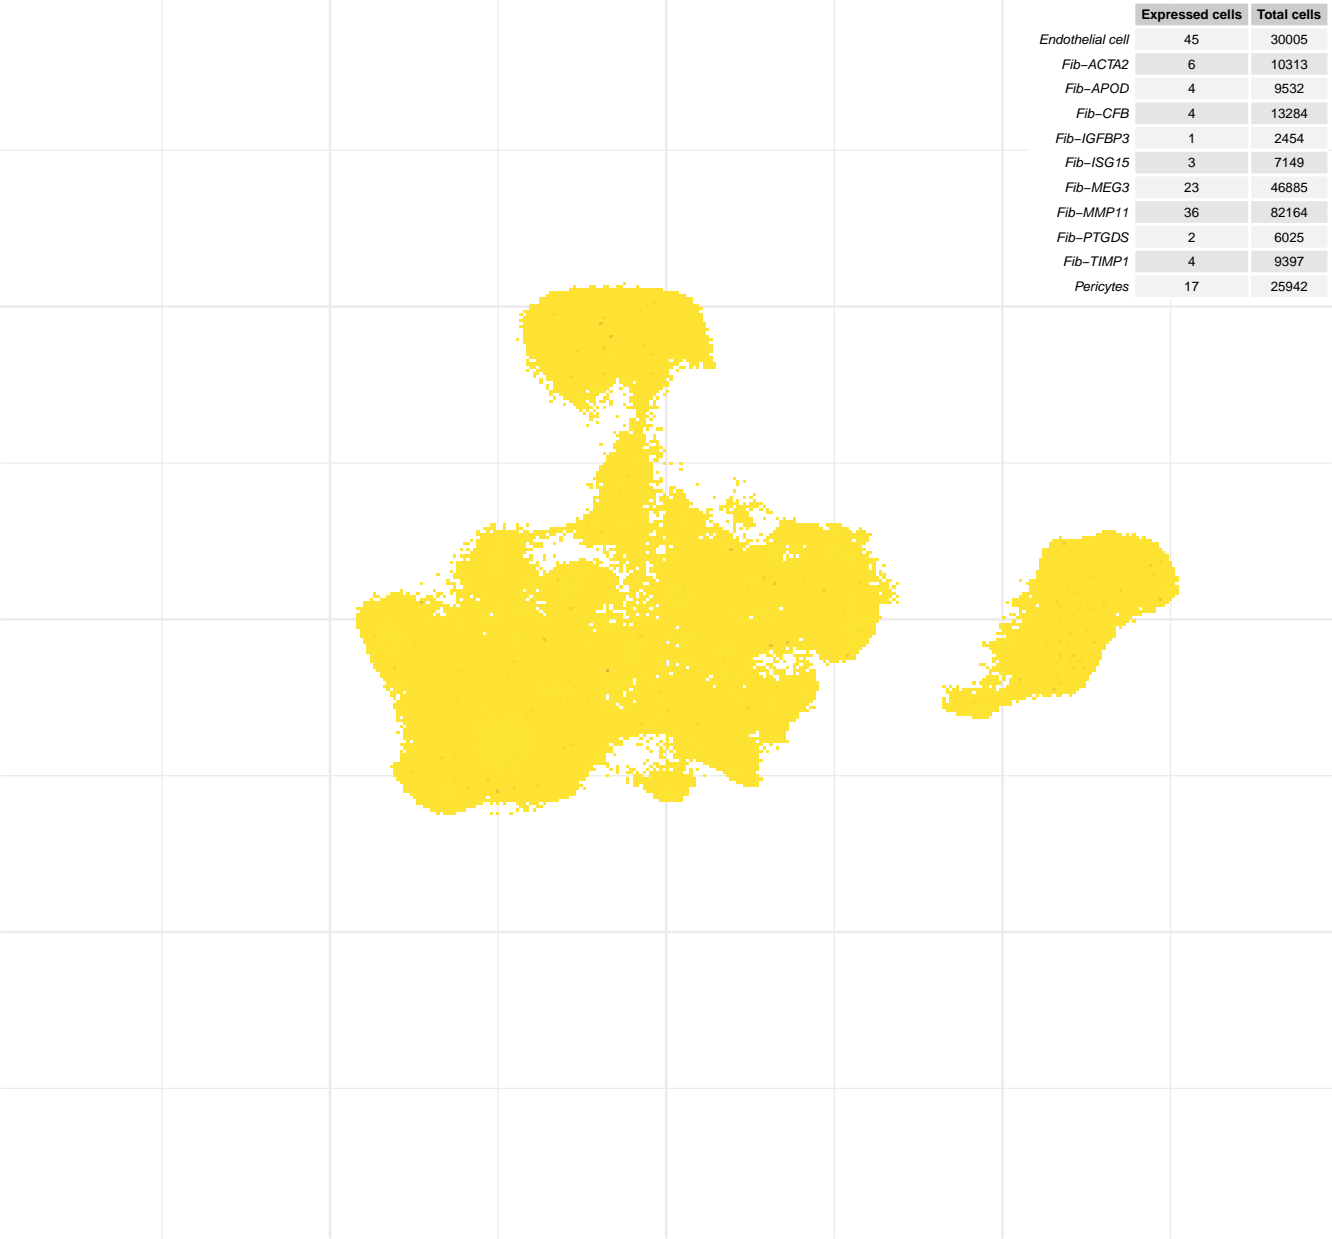 Expressed cells Total cells
Endothelial cell 45 30005
Fib−ACTA2 6 10313
Fib−APOD 4 9532
Fib−CFB 4 13284
Fib−IGFBP3 1 2454
Fib−ISG15 3 7149
Fib−MEG3 23 46885
Fib−MMP11 36 82164
Fib−PTGDS 2 6025
Fib−TIMP1 4 9397
Pericytes 17 25942